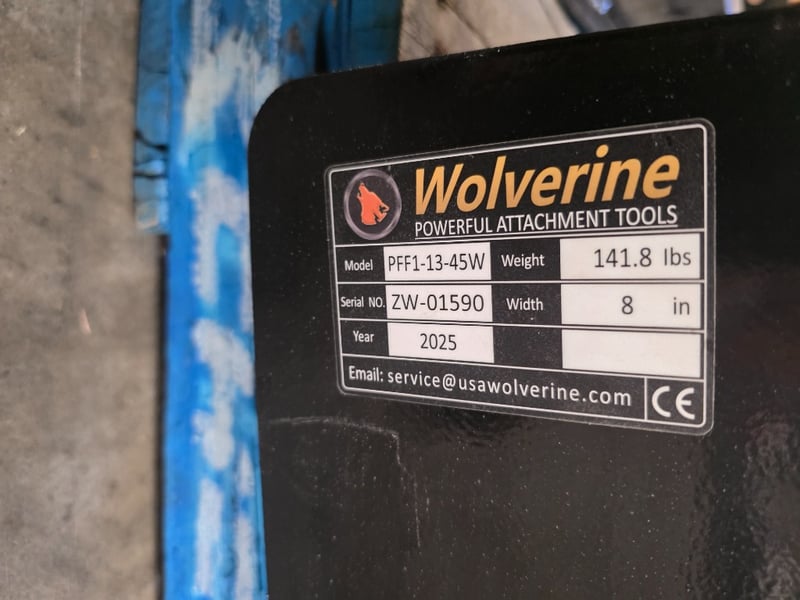 Wolverine
POWERFUL ATTACHMENT TOOLS
Model PFF1-13-45W Weight 141.8 lbs
Serial NO. ZW-01590 Width 8 in
Year 2025
Email: service@usawolverine.com CE